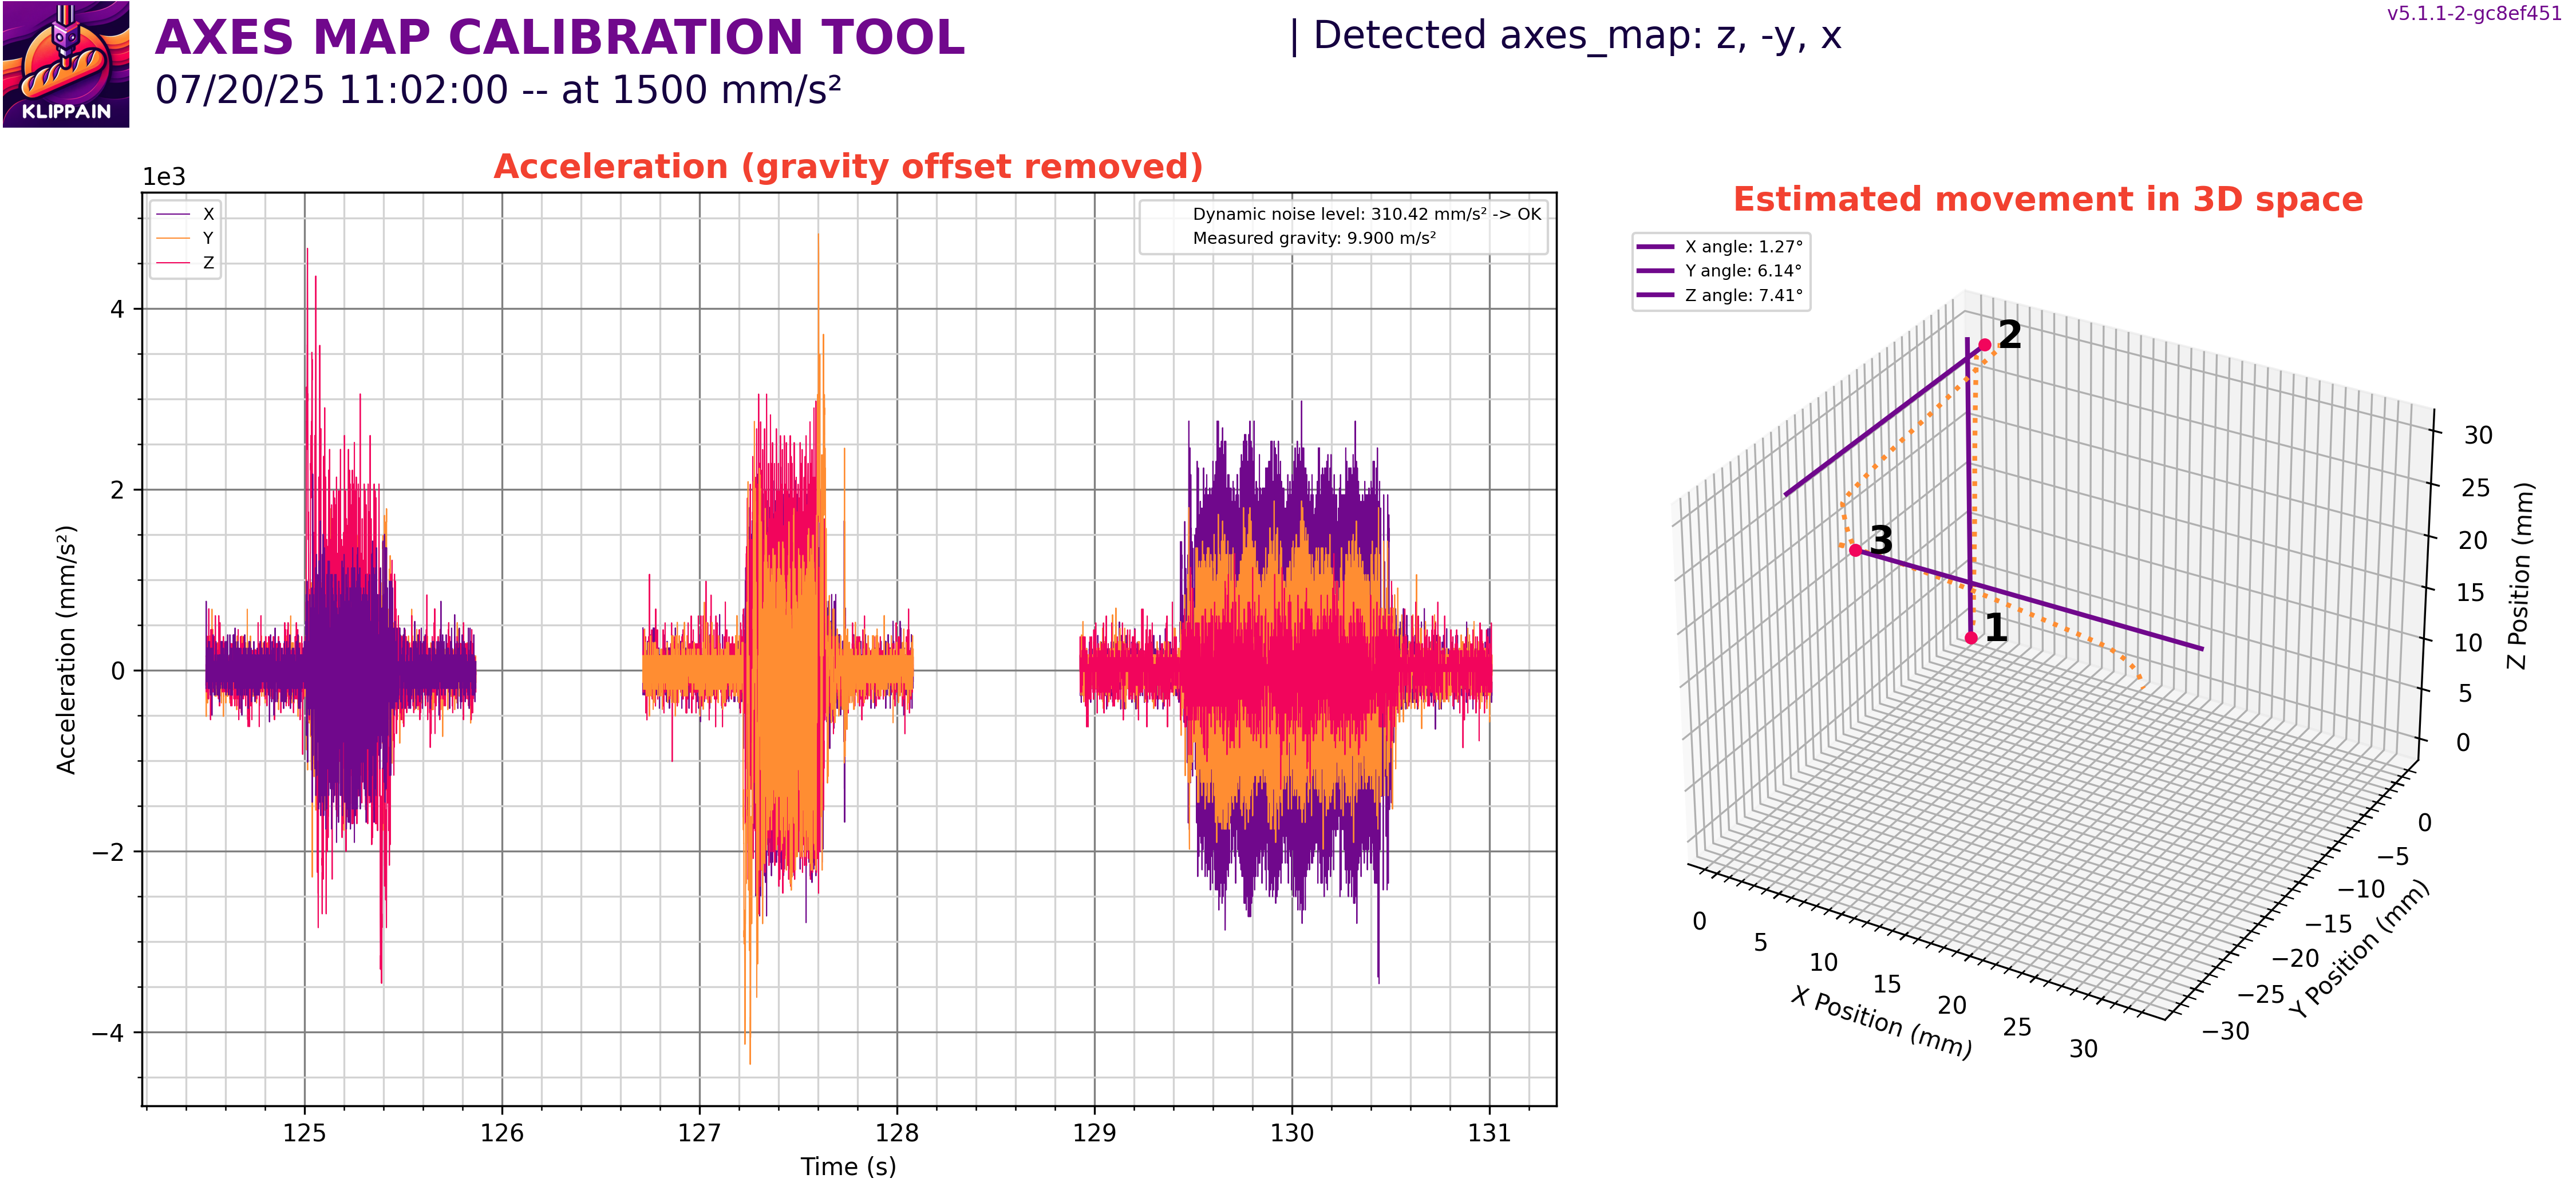 KLIPPAIN
AXES MAP CALIBRATION TOOL
07/20/25 11:02:00 -- at 1500 mm/s²
| Detected axes_map: z, -y, x
v5.1.1-2-gc8ef451
Acceleration (gravity offset removed)
1e3
X
Y
Z
Dynamic noise level: 310.42 mm/s² -> OK
Measured gravity: 9.900 m/s²
4
2
0
−2
−4
Acceleration (mm/s²)
125
126
127
128
129
130
131
Time (s)
Estimated movement in 3D space
X angle: 1.27°
Y angle: 6.14°
Z angle: 7.41°
2
3
1
30
25
20
15
10
5
0
Z Position (mm)
0
−5
−10
−15
−20
−25
−30
Y Position (mm)
0
5
10
15
20
25
30
X Position (mm)